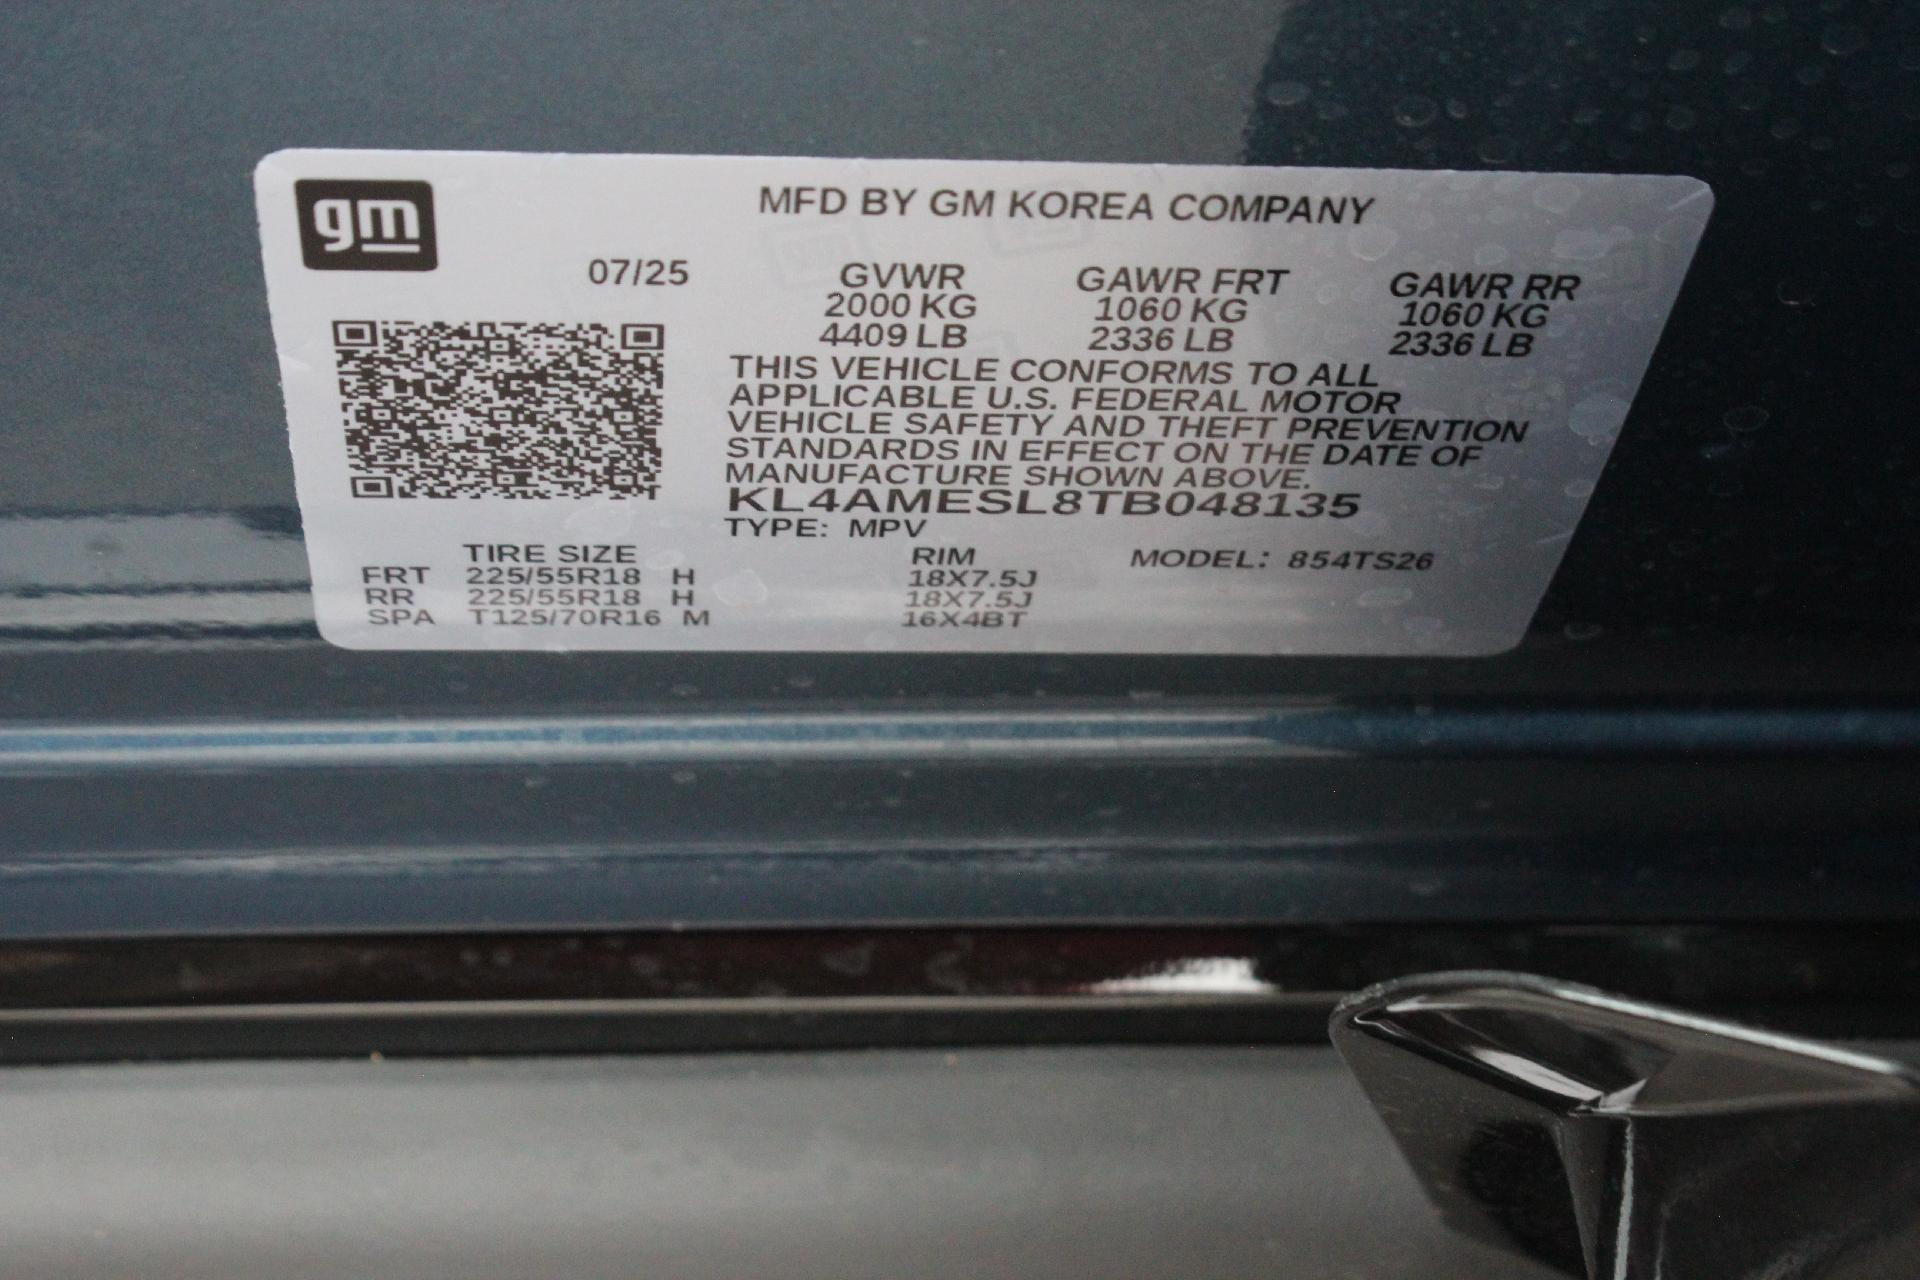 gm
MFD BY GM KOREA COMPANY
07/25 GVWR GAWR FRT GAWR RR
2000 KG 1060 KG 1060 KG
4409 LB 2336 LB 2336 LB
THIS VEHICLE CONFORMS TO ALL
APPLICABLE U.S. FEDERAL MOTOR
VEHICLE SAFETY AND THEFT PREVENTION
STANDARDS IN EFFECT ON THE DATE OF
MANUFACTURE SHOWN ABOVE.
KL4AMESL8TB048135
TYPE: MPV
TIRE SIZE RIM MODEL: 854TS26
FRT 225/55R18 H 18X7.5J
RR 225/55R18 H 18X7.5J
SPA T125/70R16 M 16X4BT